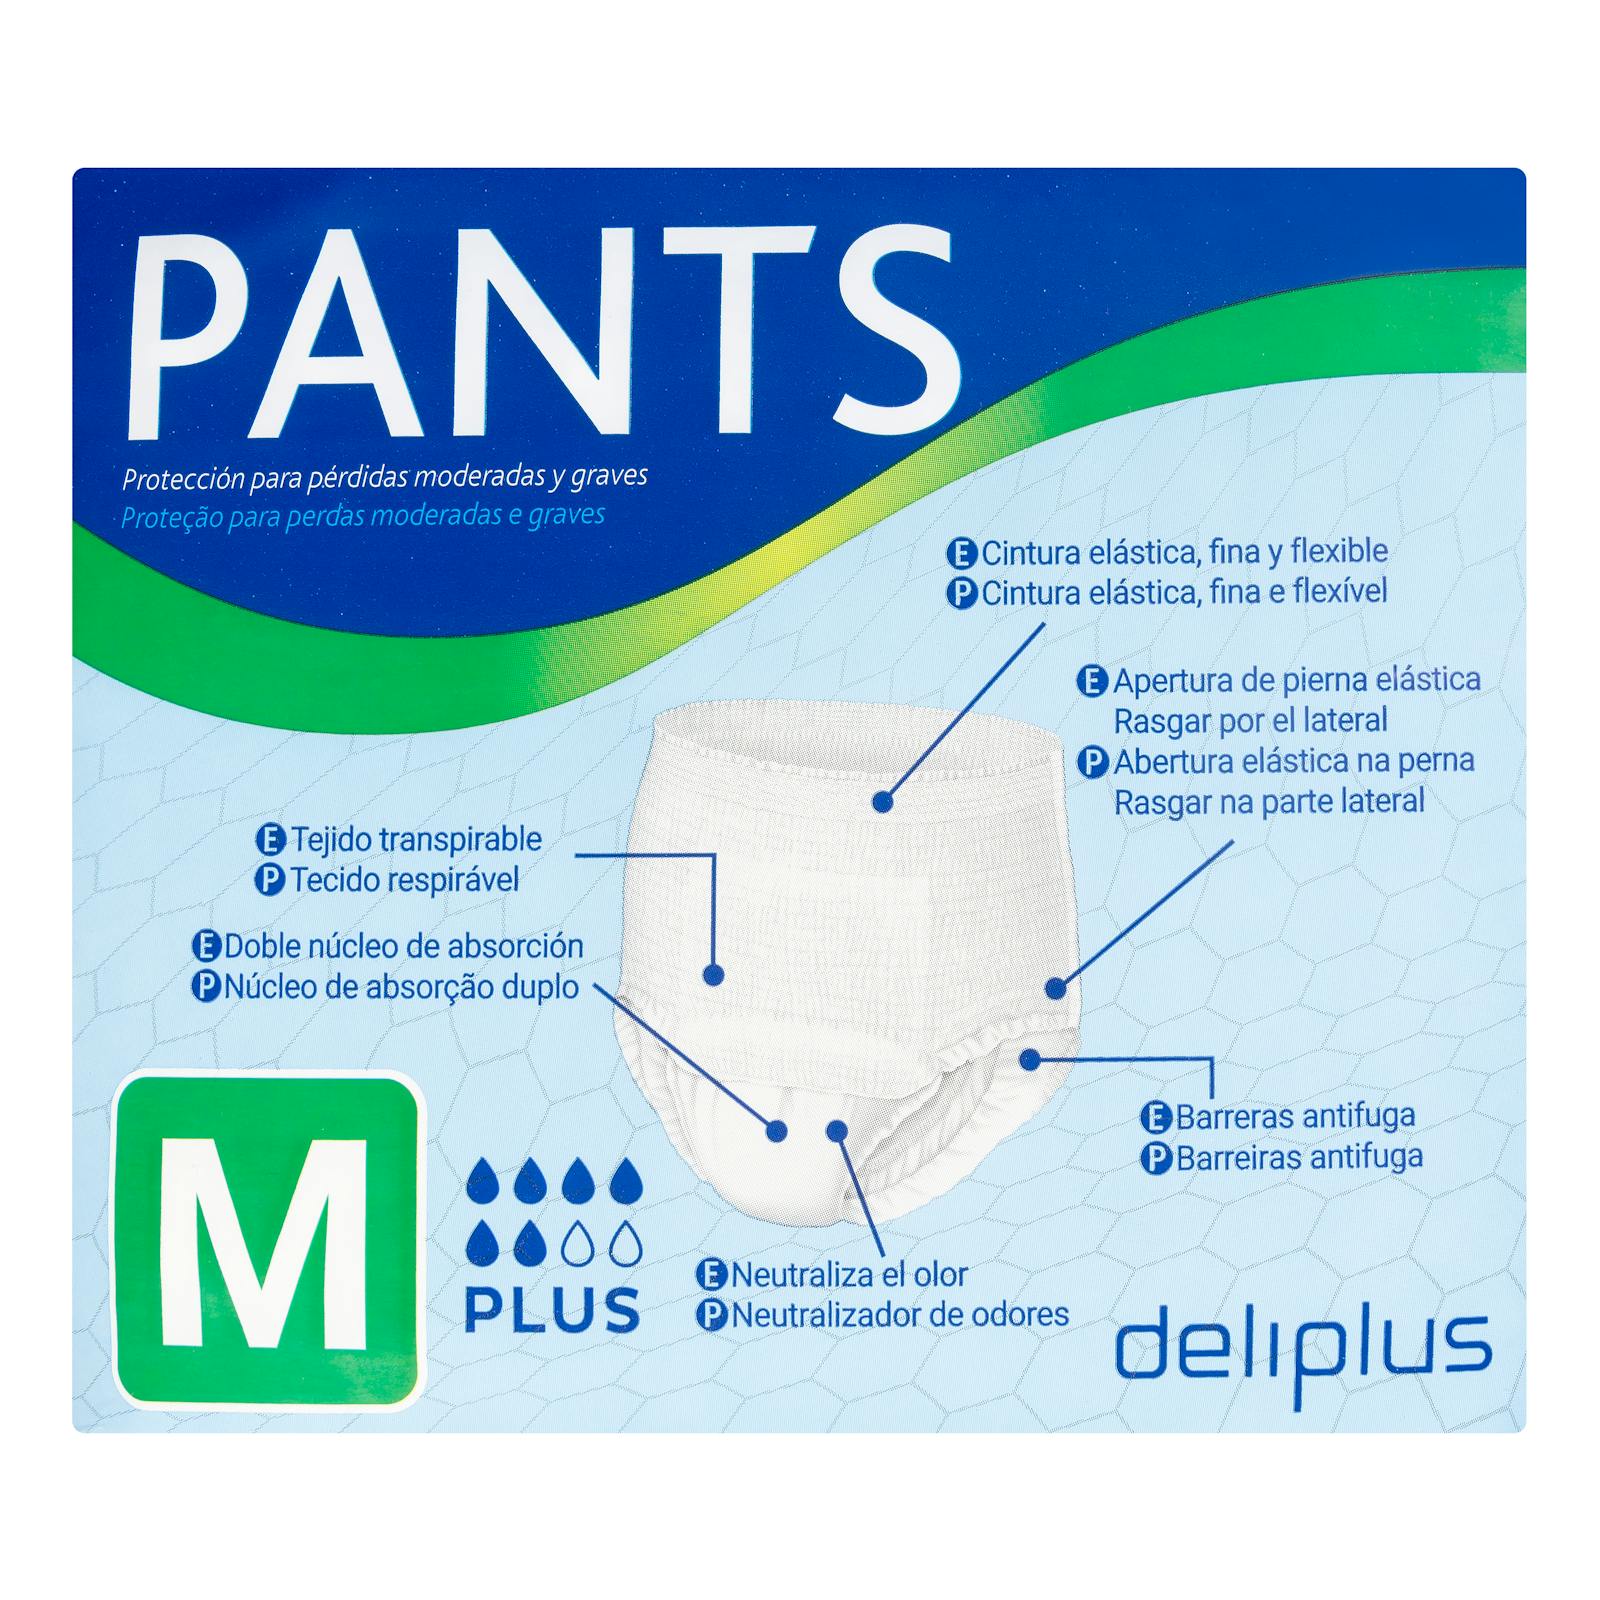 PANTS
Protección para pérdidas moderadas y graves
Proteção para perdas moderadas e graves
E Cintura elástica, fina y flexible
P Cintura elástica, fina e flexível
E Apertura de pierna elástica
Rasgar por el lateral
P Abertura elástica na perna
Rasgar na parte lateral
E Tejido transpirable
P Tecido respirável
E Doble núcleo de absorción
P Núcleo de absorção duplo
E Barreras antifuga
P Barreiras antifuga
M
PLUS
E Neutraliza el olor
P Neutralizador de odores
deliplus